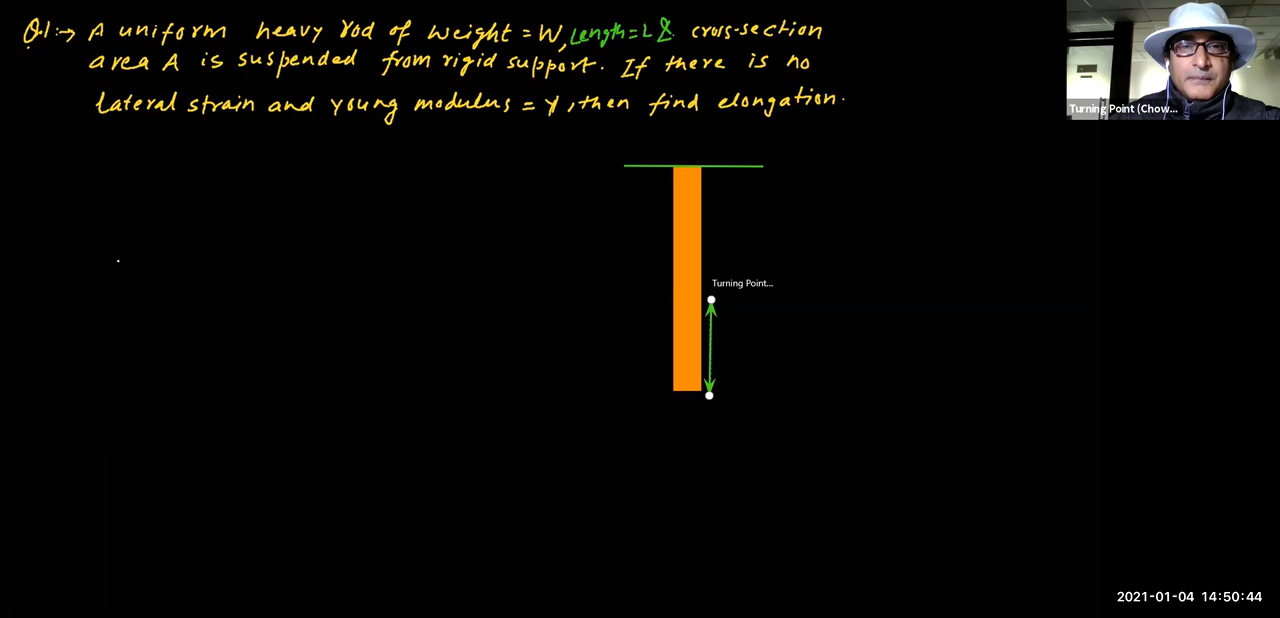 Q.1:→ A uniform heavy rod of weight = W, Length = L & cross-section
area A is suspended from rigid support. If there is no
lateral strain and young modulus = Y, then find elongation.
Turning Point (Chow...
Turning Point...
2021-01-04 14:50:44